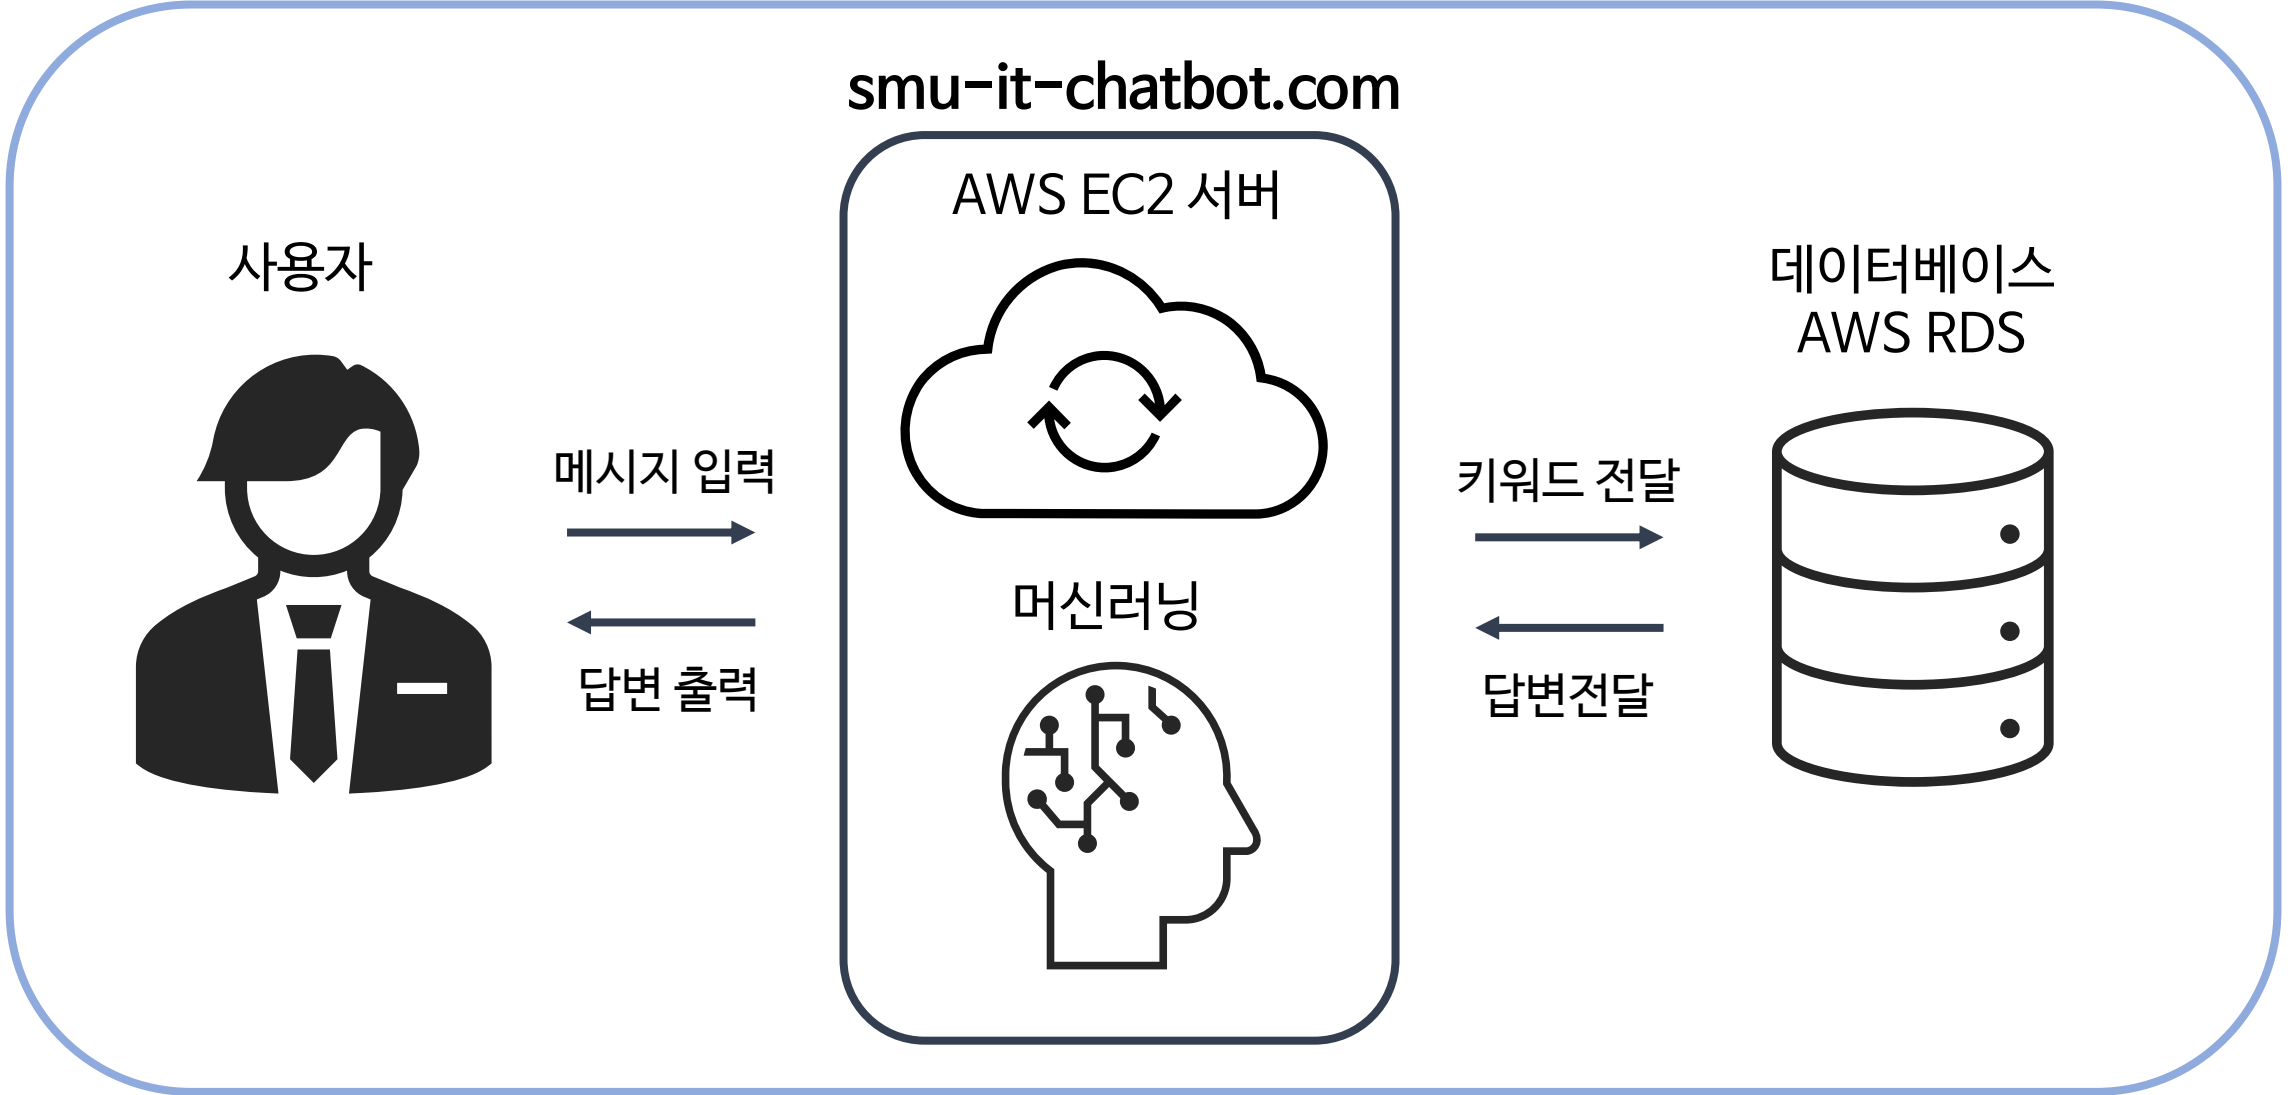 smu-it-chatbot.com
AWS EC2 서버
사용자
데이터베이스
AWS RDS
메시지 입력
답변 출력
머신러닝
키워드 전달
답변전달